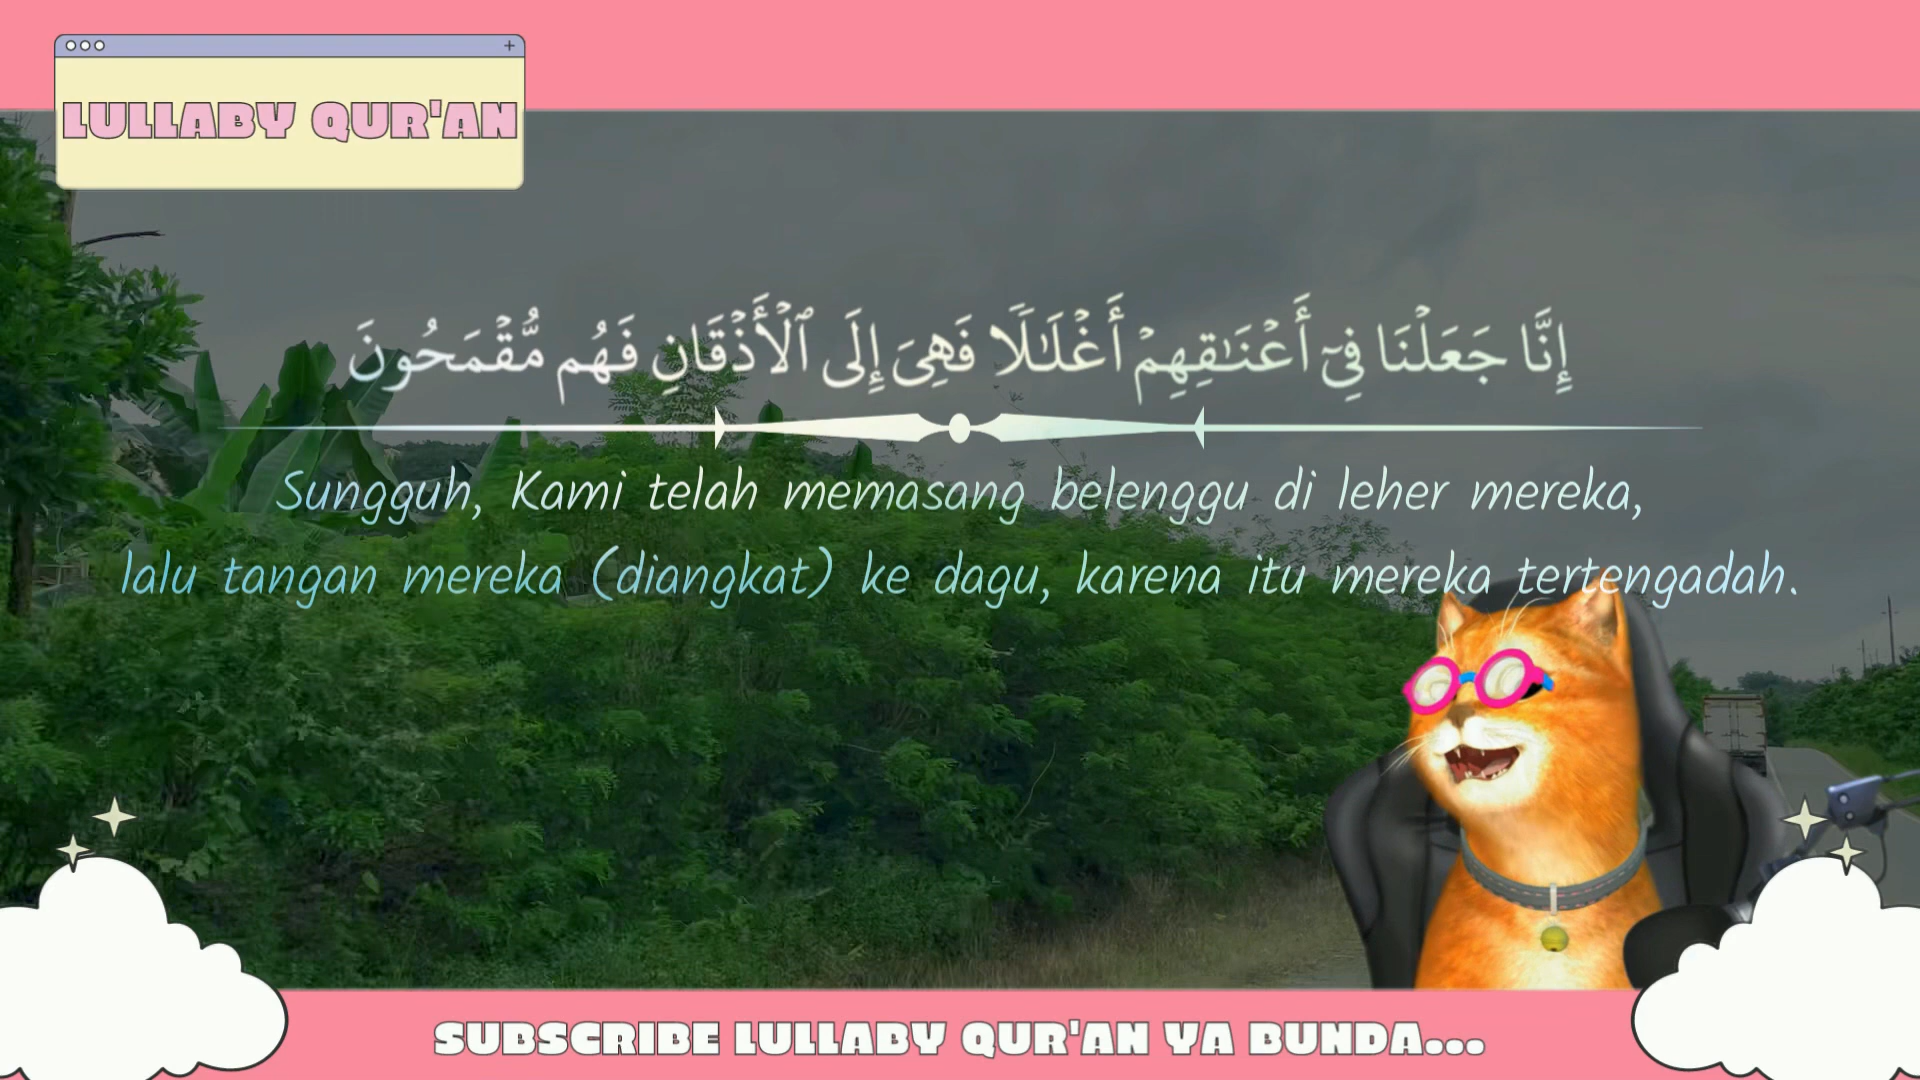 LULLABY QUR'AN
إِنَّا جَعَلْنَا فِىٓ أَعْنَـٰقِهِمْ أَغْلَـٰلًا فَهِىَ إِلَى ٱلْأَذْقَانِ فَهُم مُّقْمَحُونَ
Sungguh, Kami telah memasang belenggu di leher mereka,
lalu tangan mereka (diangkat) ke dagu, karena itu mereka tertengadah.
SUBSCRIBE LULLABY QUR'AN YA BUNDA...